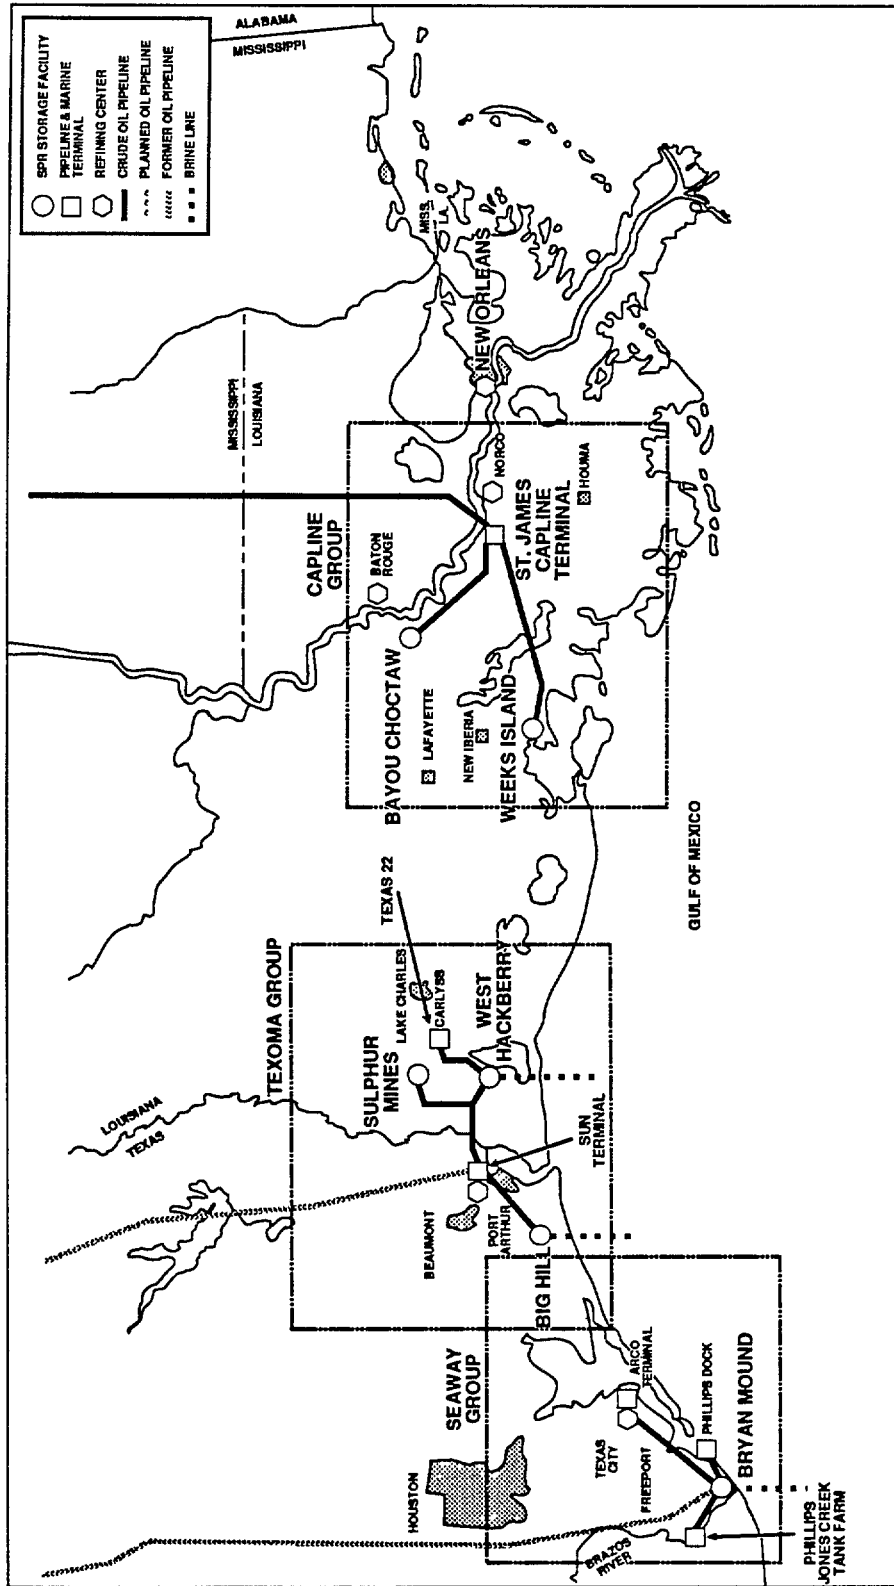 ALABAMA
MISSISSIPPI
SPR STORAGE FACILITY
PIPELINE & MARINE
TERMINAL
REFINING CENTER
CRUDE OIL PIPELINE
PLANNED OIL PIPELINE
FORMER OIL PIPELINE
BRINE LINE
MISSISSIPPI
LOUISIANA
MISS.
LA.
NEW ORLEANS
CAPLINE
GROUP
BATON
ROUGE
NORCO
ST. JAMES
CAPLINE
TERMINAL
HOUMA
BAYOU CHOCTAW
LAFAYETTE
NEW IBERIA
WEEKS ISLAND
GULF OF MEXICO
TEXAS 22
TEXOMA GROUP
LAKE CHARLES
CARLYSS
WEST
HACKBERRY
SULPHUR
MINES
LOUISIANA
TEXAS
SUN
TERMINAL
BEAUMONT
PORT
ARTHUR
BIG HILL
SEAWAY
GROUP
HOUSTON
ARCO
TERMINAL
TEXAS
CITY
PHILLIPS DOCK
FREEPORT
BRYAN MOUND
BRAZOS
RIVER
PHILLIPS
JONES CREEK
TANK FARM